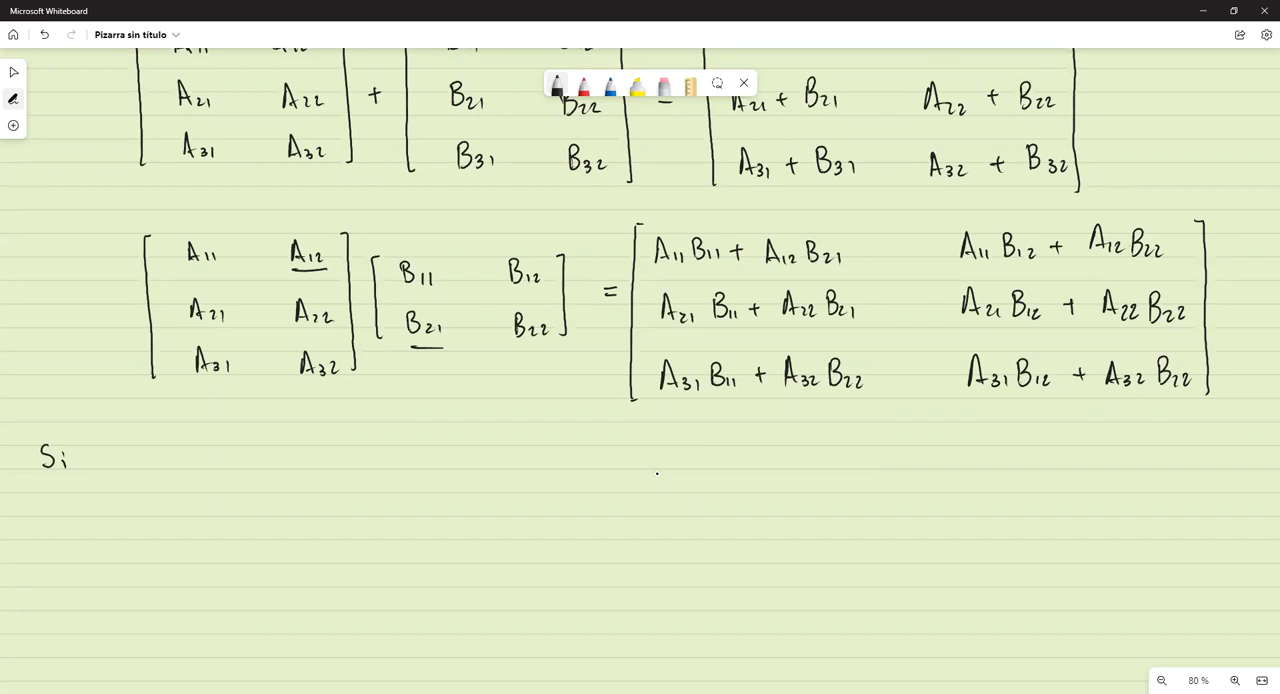 Microsoft Whiteboard
Pizarra sin título
A₂₁ A₂₂ + B₂₁ B₂₂ = A₂₁ + B₂₁ A₂₂ + B₂₂
A₃₁ A₃₂ B₃₁ B₃₂ A₃₁ + B₃₁ A₃₂ + B₃₂
A₁₁ A₁₂ B₁₁ B₁₂ A₁₁ B₁₁ + A₁₂ B₂₁ A₁₁ B₁₂ + A₁₂ B₂₂
A₂₁ A₂₂ B₂₁ B₂₂ = A₂₁ B₁₁ + A₂₂ B₂₁ A₂₁ B₁₂ + A₂₂ B₂₂
A₃₁ A₃₂ A₃₁ B₁₁ + A₃₂ B₂₂ A₃₁ B₁₂ + A₃₂ B₂₂
Si
80 %